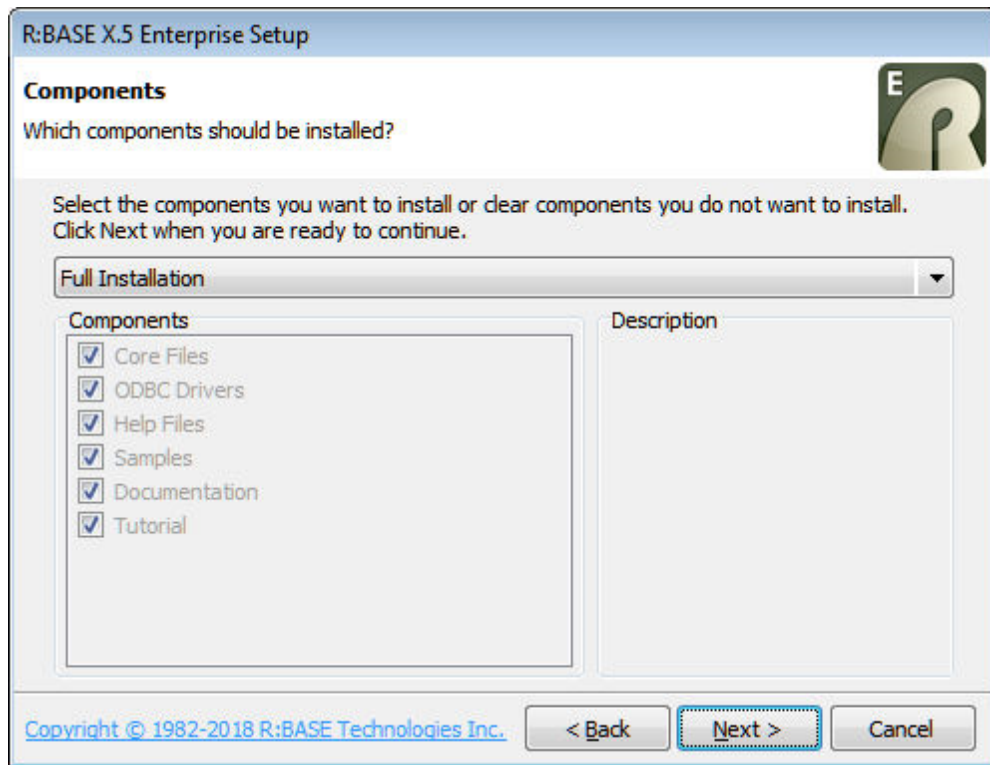 R:BASE X.5 Enterprise Setup
Components
Which components should be installed?
E
R
Select the components you want to install or clear components you do not want to install.
Click Next when you are ready to continue.
Full Installation
Components
Description
Core Files
ODBC Drivers
Help Files
Samples
Documentation
Tutorial
Copyright © 1982-2018 R:BASE Technologies Inc.
< Back
Next >
Cancel